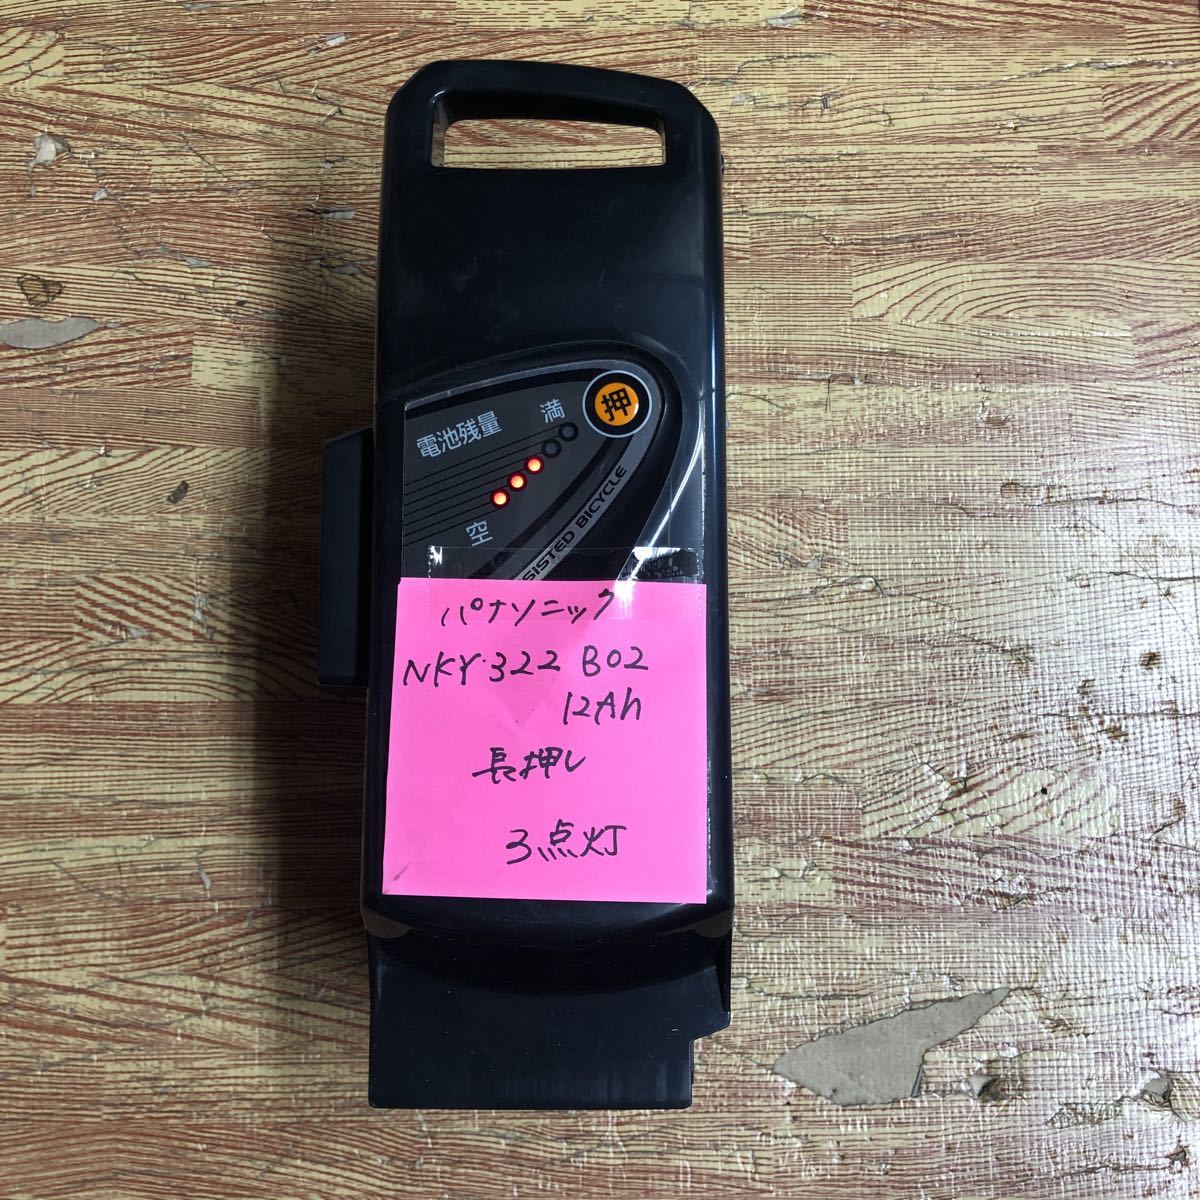 押
満
電池残量
空
SISTED BICYCLE
パナソニック
NKY322 B02
12Ah
長押し
3点灯